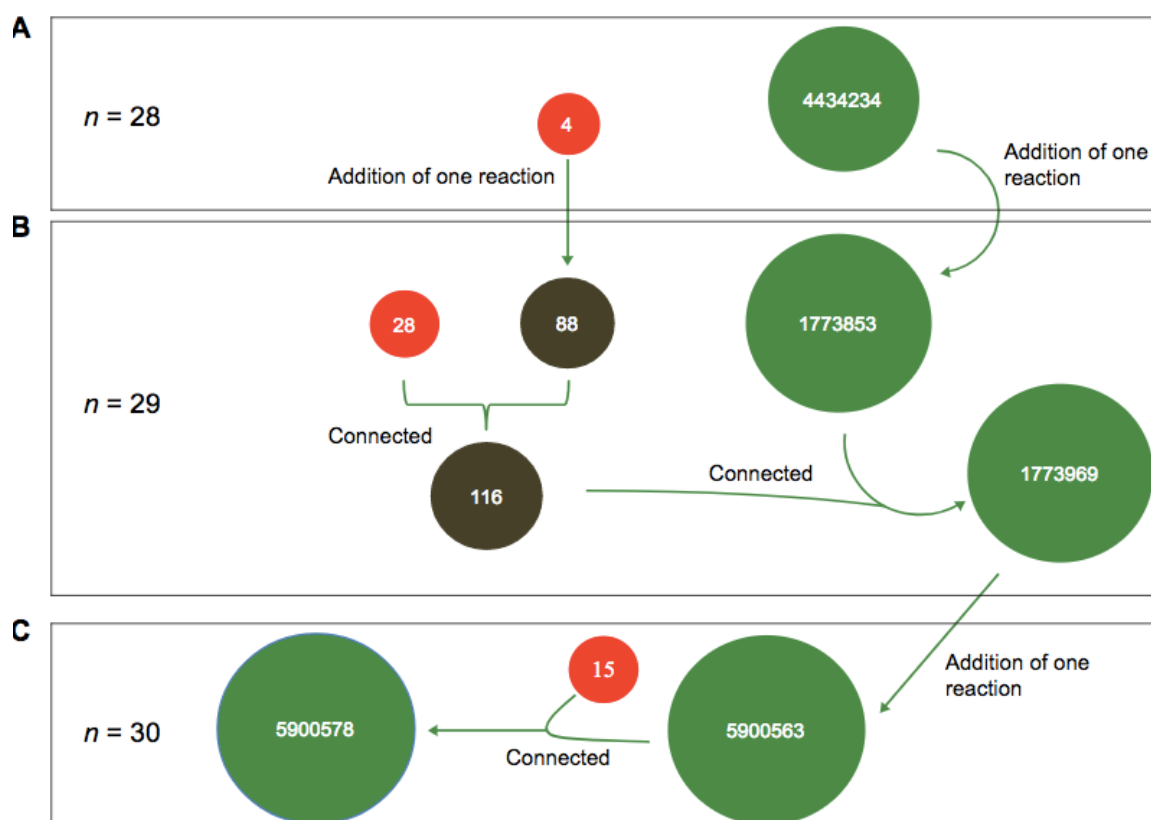 A
n = 28
4
4434234
Addition of one reaction
Addition of one
reaction
B
n = 29
28
88
1773853
Connected
116
Connected
1773969
C
n = 30
5900578
15
Connected
5900563
Addition of one
reaction